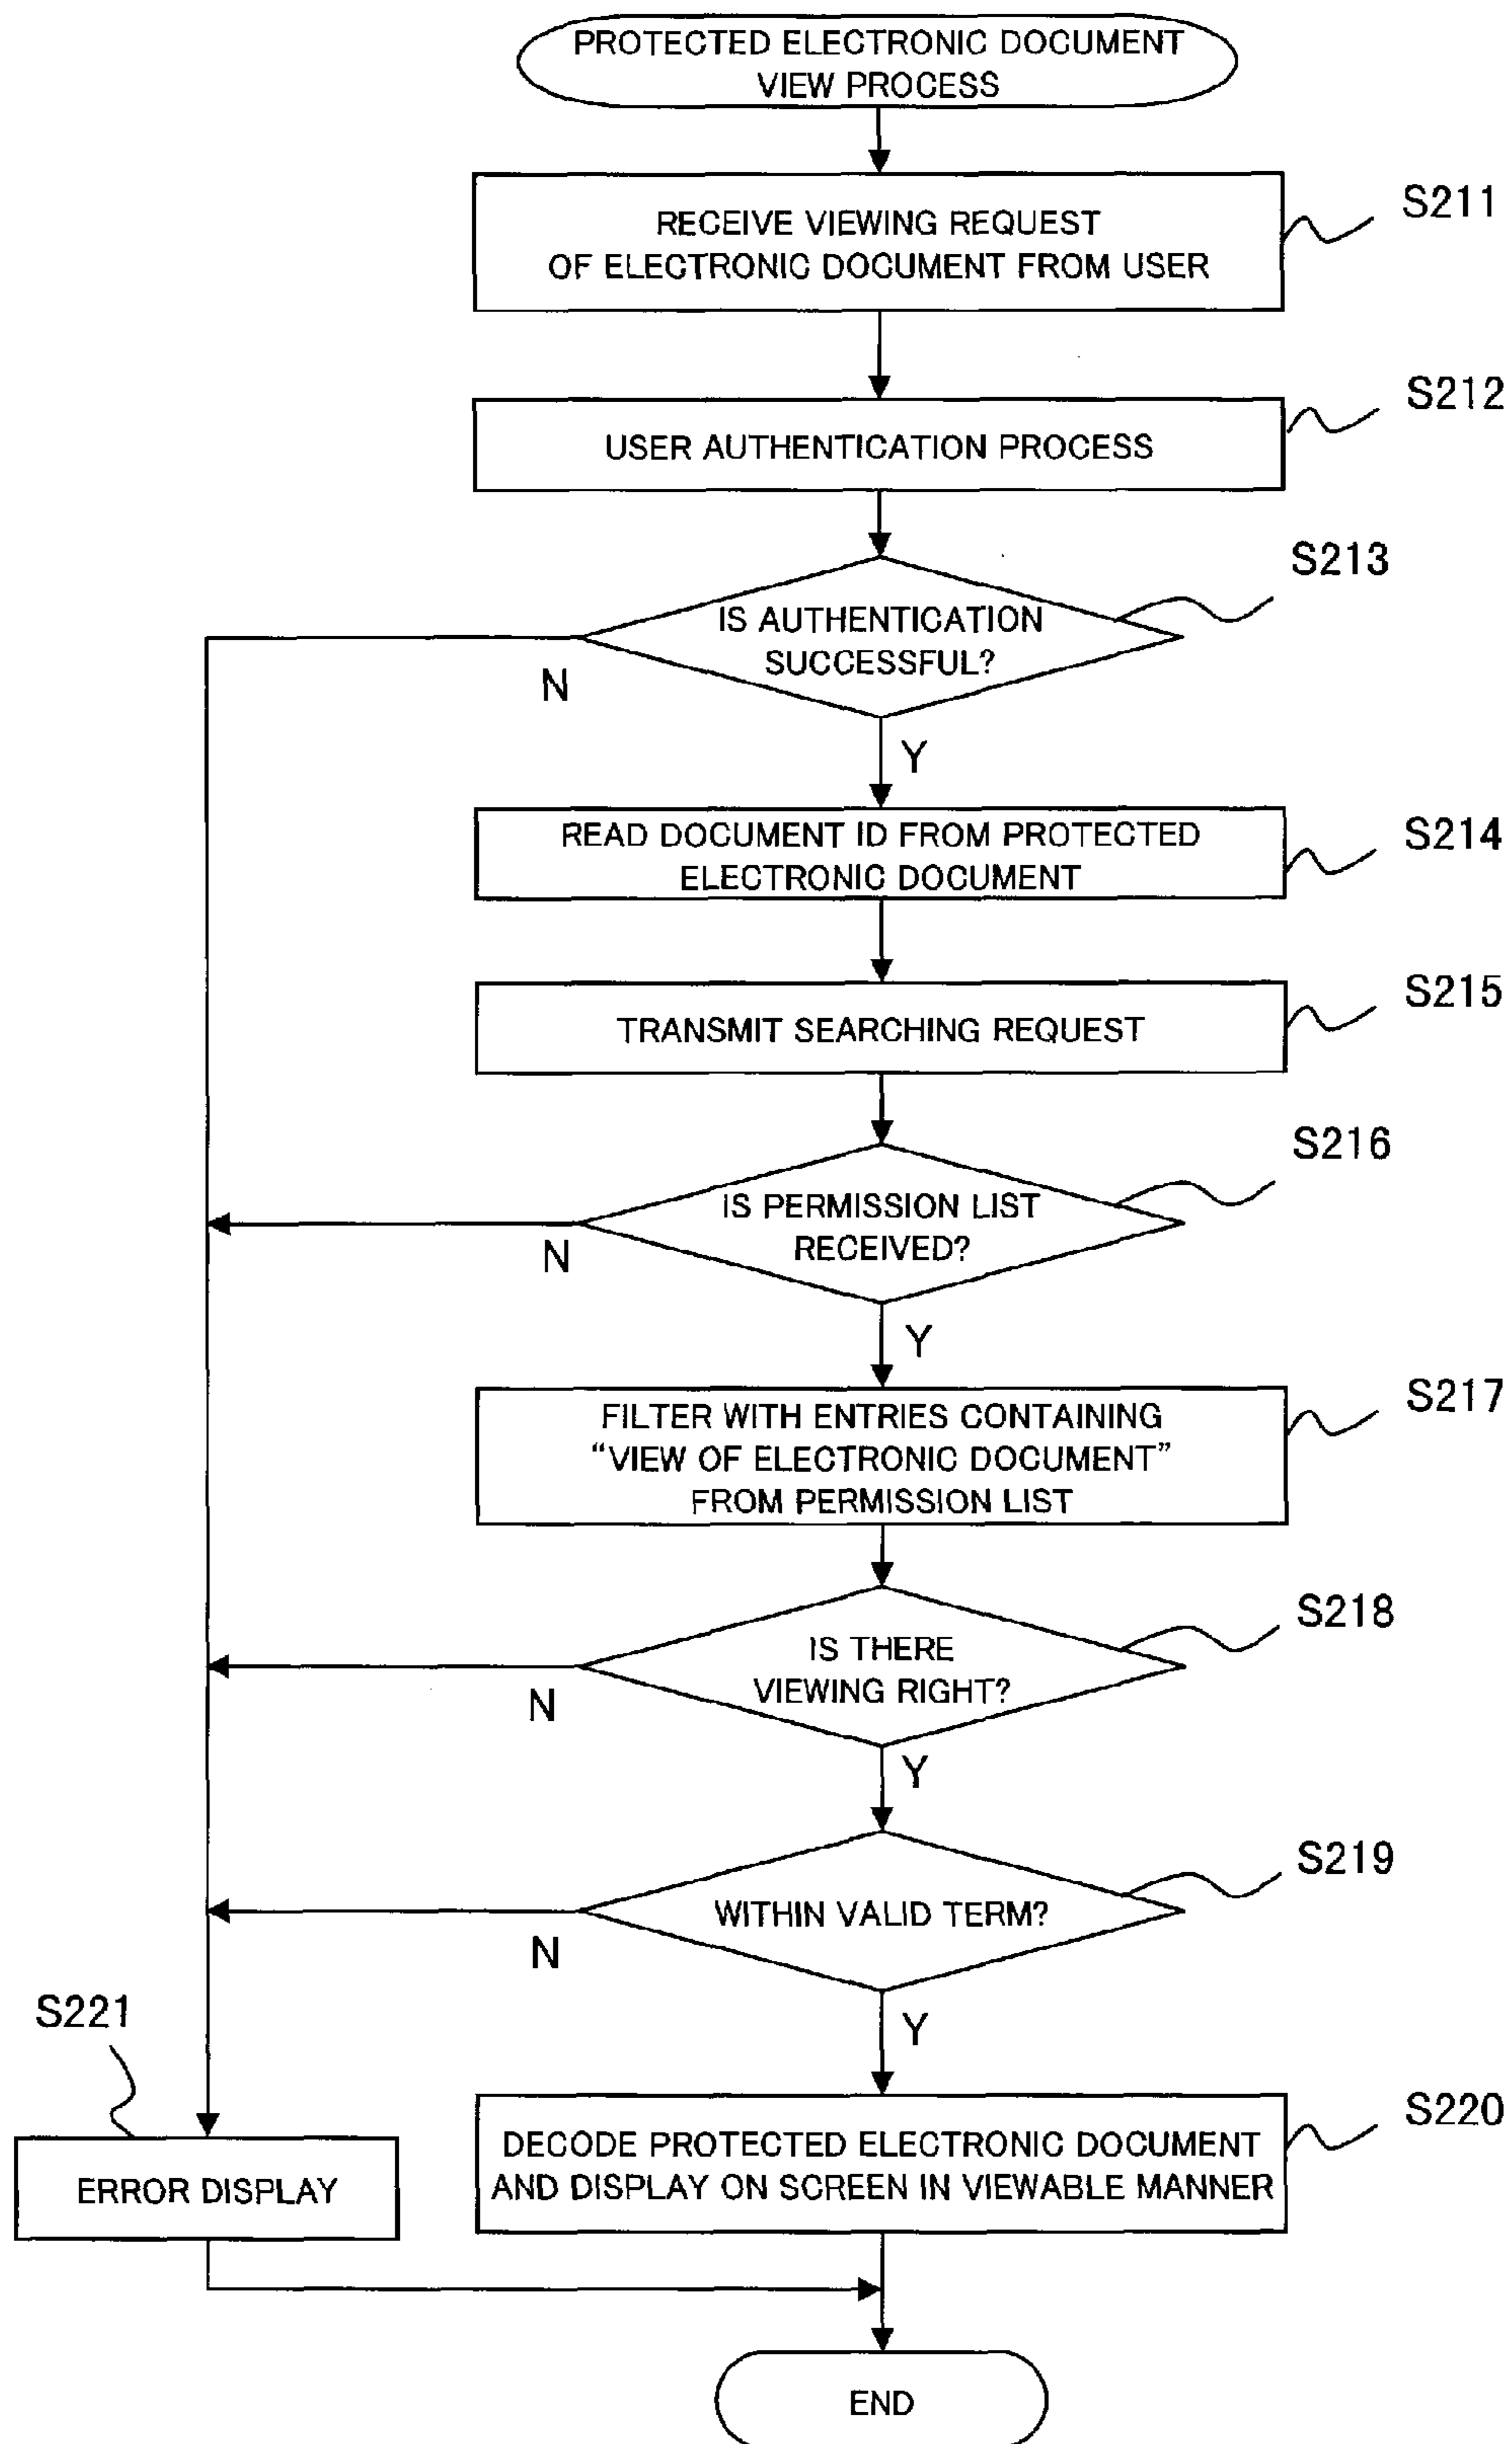 PROTECTED ELECTRONIC DOCUMENT
VIEW PROCESS
RECEIVE VIEWING REQUEST
OF ELECTRONIC DOCUMENT FROM USER
S211
USER AUTHENTICATION PROCESS
S212
IS AUTHENTICATION
SUCCESSFUL?
S213
N
Y
READ DOCUMENT ID FROM PROTECTED
ELECTRONIC DOCUMENT
S214
TRANSMIT SEARCHING REQUEST
S215
IS PERMISSION LIST
RECEIVED?
S216
N
Y
FILTER WITH ENTRIES CONTAINING
“VIEW OF ELECTRONIC DOCUMENT”
FROM PERMISSION LIST
S217
IS THERE
VIEWING RIGHT?
S218
N
Y
WITHIN VALID TERM?
S219
N
Y
S221
ERROR DISPLAY
DECODE PROTECTED ELECTRONIC DOCUMENT
AND DISPLAY ON SCREEN IN VIEWABLE MANNER
S220
END